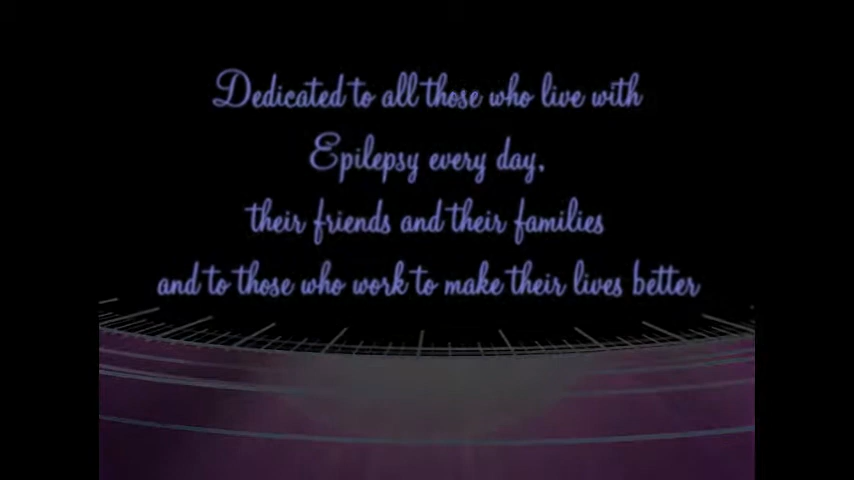 Dedicated to all those who live with
Epilepsy every day,
their friends and their families
and to those who work to make their lives better